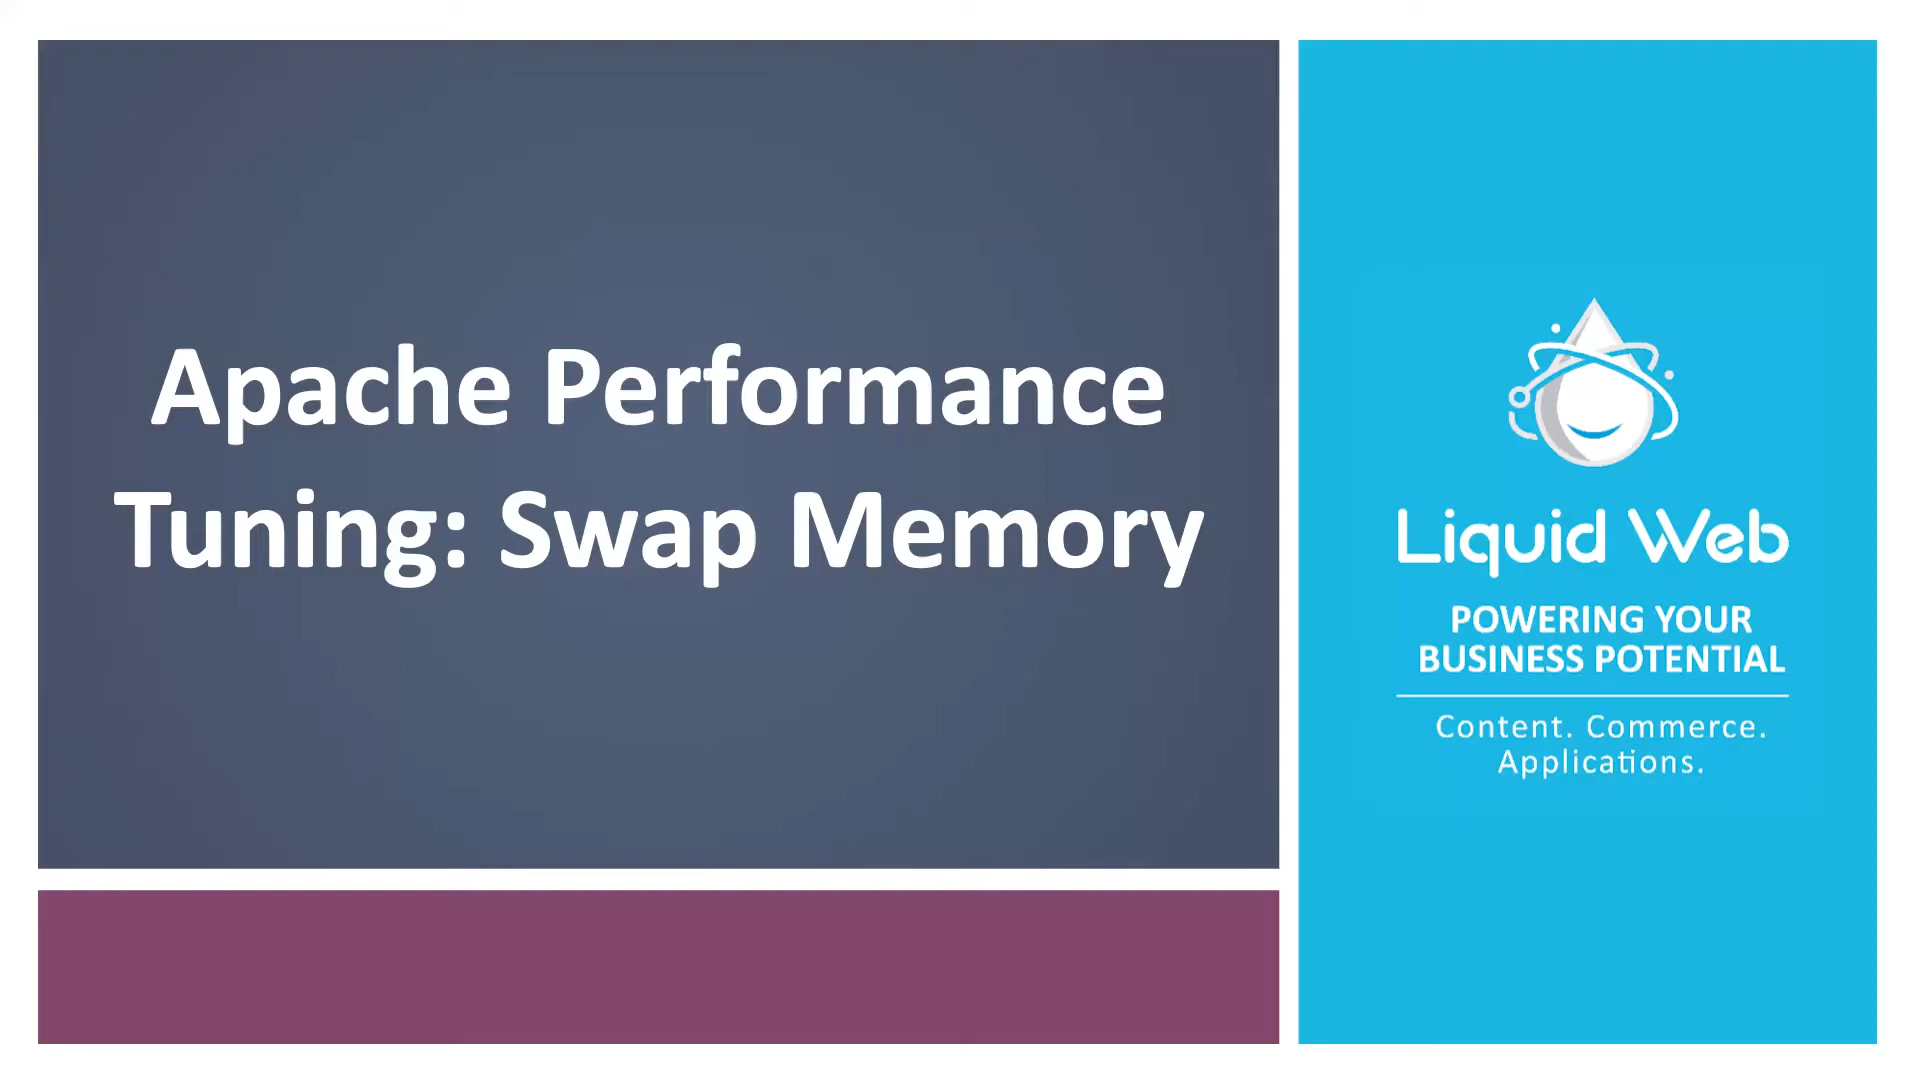 Apache Performance
Tuning: Swap Memory
Liquid Web
POWERING YOUR
BUSINESS POTENTIAL
Content. Commerce.
Applications.